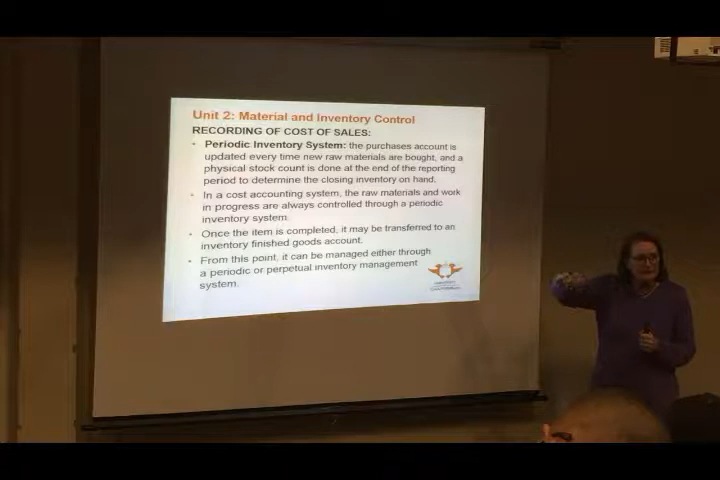 Unit 2: Material and Inventory Control
RECORDING OF COST OF SALES:
• Periodic Inventory System: the purchases account is
updated every time new raw materials are bought, and a
physical stock count is done at the end of the reporting
period to determine the closing inventory on hand.
• In a cost accounting system, the raw materials and work
in progress are always controlled through a periodic
inventory system.
• Once the item is completed, it may be transferred to an
inventory finished goods account.
• From this point, it can be managed either through
a periodic or perpetual inventory management
system.